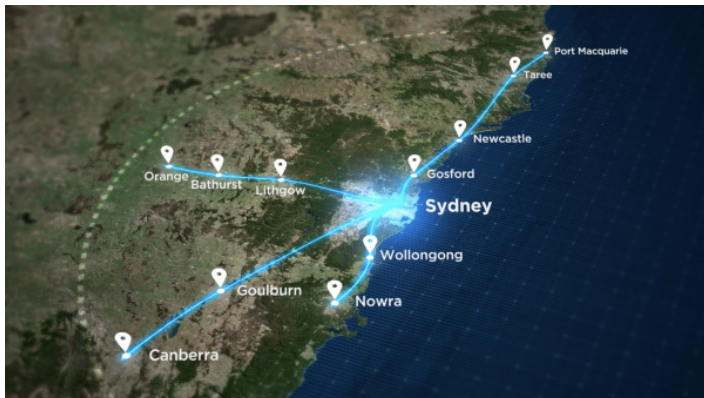 Port Macquarie
Taree
Newcastle
Gosford
Orange
Bathurst
Lithgow
Sydney
Wollongong
Goulburn
Nowra
Canberra